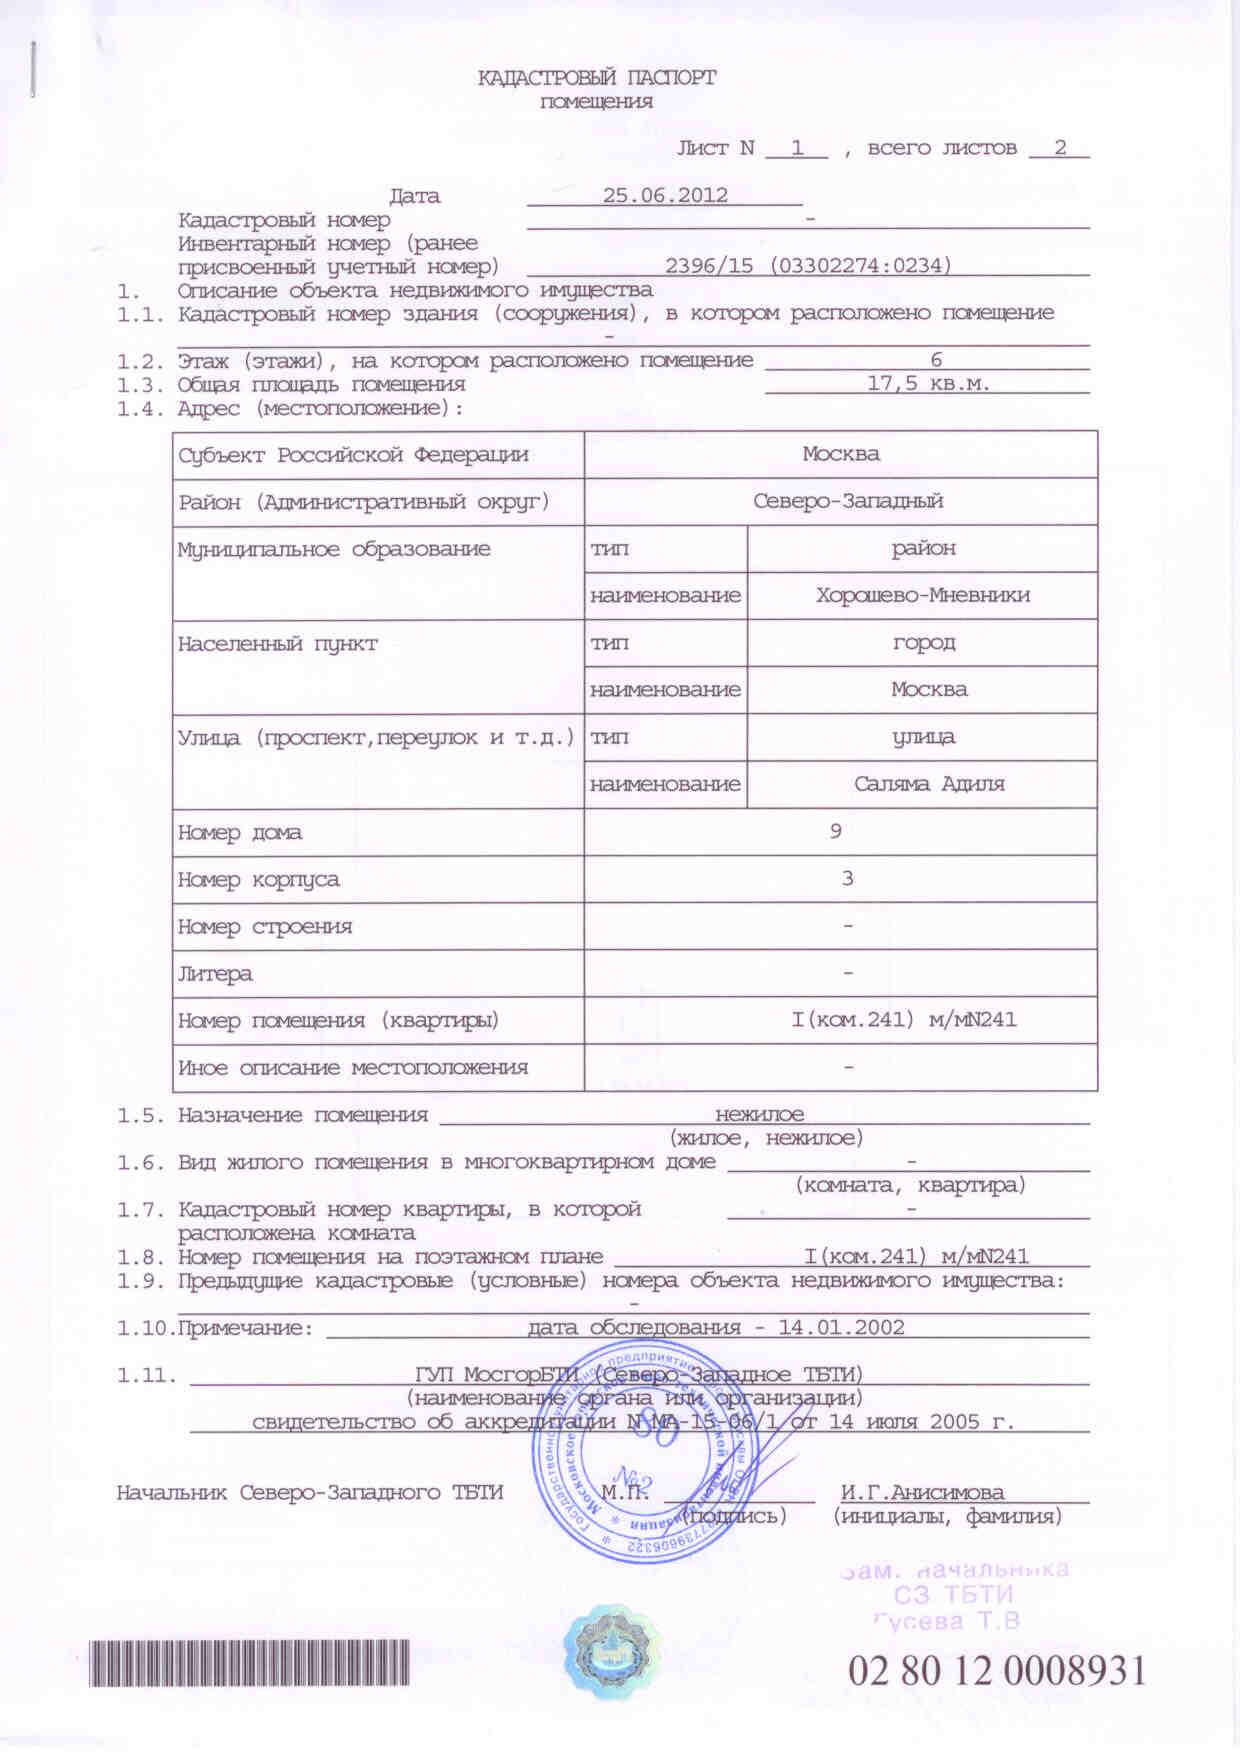 КАДАСТРОВЫЙ ПАСПОРТ
помещения
Лист N 1 , всего листов 2
Дата 25.06.2012
Кадастровый номер -
Инвентарный номер (ранее
присвоенный учетный номер) 2396/15 (03302274:0234)
1. Описание объекта недвижимого имущества
1.1. Кадастровый номер здания (сооружения), в котором расположено помещение
-
1.2. Этаж (этажи), на котором расположено помещение 6
1.3. Общая площадь помещения 17,5 кв.м.
1.4. Адрес (местоположение):
Субъект Российской Федерации Москва
Район (Административный округ) Северо-Западный
Муниципальное образование тип район
наименование Хорошево-Мневники
Населенный пункт тип город
наименование Москва
Улица (проспект,переулок и т.д.) тип улица
наименование Саляма Адиля
Номер дома 9
Номер корпуса 3
Номер строения -
Литера -
Номер помещения (квартиры) I(ком.241) м/мN241
Иное описание местоположения -
1.5. Назначение помещения нежилое
(жилое, нежилое)
1.6. Вид жилого помещения в многоквартирном доме -
(комната, квартира)
1.7. Кадастровый номер квартиры, в которой -
расположена комната
1.8. Номер помещения на поэтажном плане I(ком.241) м/мN241
1.9. Предыдущие кадастровые (условные) номера объекта недвижимого имущества:
-
1.10.Примечание: дата обследования - 14.01.2002
1.11. ГУП МосгорБТИ (Северо-Западное ТБТИ)
(наименование органа или организации)
свидетельство об аккредитации N МА-15-06/1 от 14 июля 2005 г.
80
№2
Начальник Северо-Западного ТБТИ М.П. И.Г.Анисимова
(подпись) (инициалы, фамилия)
Зам. начальника
СЗ ТБТИ
Гусева Т.В
02 80 12 0008931